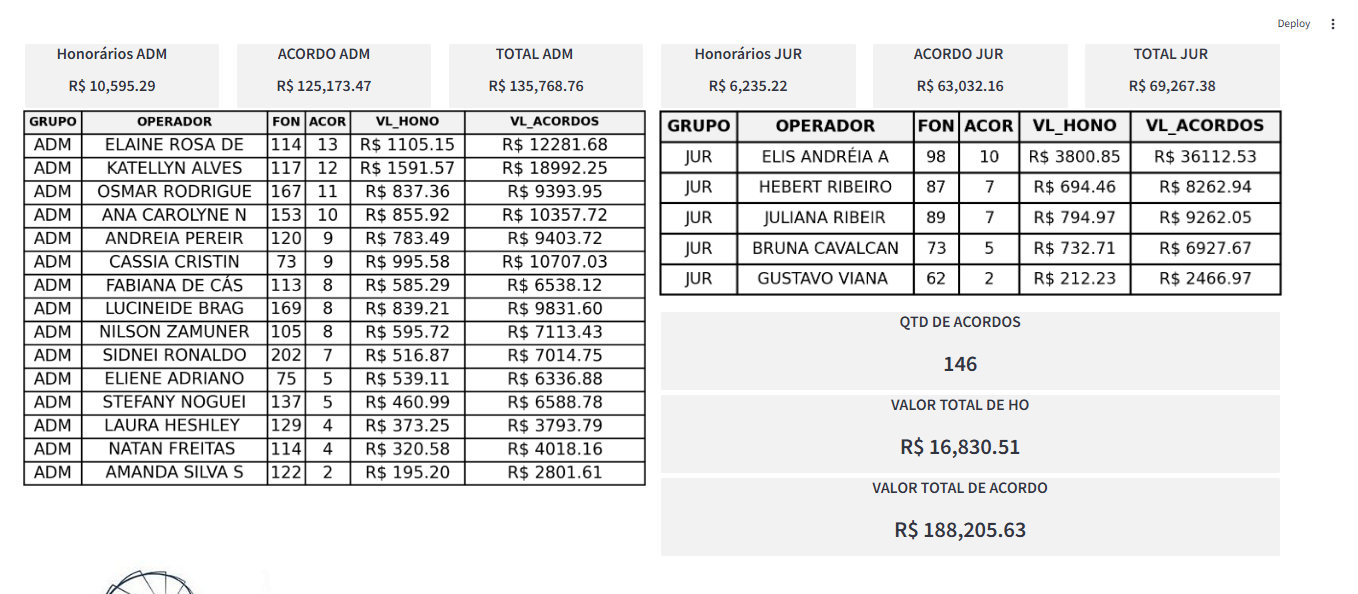 Deploy
Honorários ADM
R$ 10,595.29
ACORDO ADM
R$ 125,173.47
TOTAL ADM
R$ 135,768.76
Honorários JUR
R$ 6,235.22
ACORDO JUR
R$ 63,032.16
TOTAL JUR
R$ 69,267.38
GRUPO OPERADOR FON ACOR VL_HONO VL_ACORDOS
ADM ELAINE ROSA DE 114 13 R$ 1105.15 R$ 12281.68
ADM KATELLYN ALVES 117 12 R$ 1591.57 R$ 18992.25
ADM OSMAR RODRIGUE 167 11 R$ 837.36 R$ 9393.95
ADM ANA CAROLYNE N 153 10 R$ 855.92 R$ 10357.72
ADM ANDREIA PEREIR 120 9 R$ 783.49 R$ 9403.72
ADM CASSIA CRISTIN 73 9 R$ 995.58 R$ 10707.03
ADM FABIANA DE CÁS 113 8 R$ 585.29 R$ 6538.12
ADM LUCINEIDE BRAG 169 8 R$ 839.21 R$ 9831.60
ADM NILSON ZAMUNER 105 8 R$ 595.72 R$ 7113.43
ADM SIDNEI RONALDO 202 7 R$ 516.87 R$ 7014.75
ADM ELIENE ADRIANO 75 5 R$ 539.11 R$ 6336.88
ADM STEFANY NOGUEI 137 5 R$ 460.99 R$ 6588.78
ADM LAURA HESHLEY 129 4 R$ 373.25 R$ 3793.79
ADM NATAN FREITAS 114 4 R$ 320.58 R$ 4018.16
ADM AMANDA SILVA S 122 2 R$ 195.20 R$ 2801.61
GRUPO OPERADOR FON ACOR VL_HONO VL_ACORDOS
JUR ELIS ANDRÉIA A 98 10 R$ 3800.85 R$ 36112.53
JUR HEBERT RIBEIRO 87 7 R$ 694.46 R$ 8262.94
JUR JULIANA RIBEIR 89 7 R$ 794.97 R$ 9262.05
JUR BRUNA CAVALCAN 73 5 R$ 732.71 R$ 6927.67
JUR GUSTAVO VIANA 62 2 R$ 212.23 R$ 2466.97
QTD DE ACORDOS
146
VALOR TOTAL DE HO
R$ 16,830.51
VALOR TOTAL DE ACORDO
R$ 188,205.63